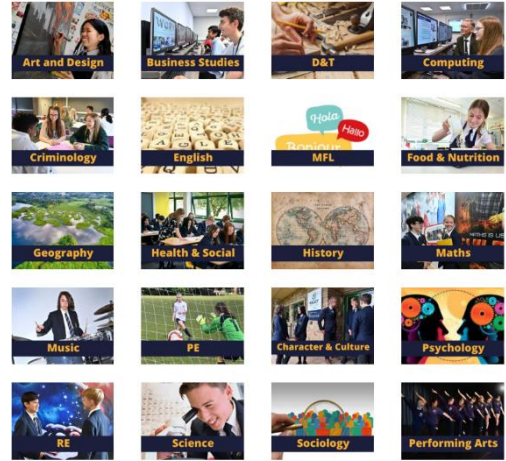 Art and Design
Business Studies
D&T
Computing
Criminology
English
Hola
Hallo
Bonjour
MFL
Food & Nutrition
Geography
Health & Social
History
Maths
Music
PE
Character & Culture
Psychology
RE
Science
Sociology
Performing Arts